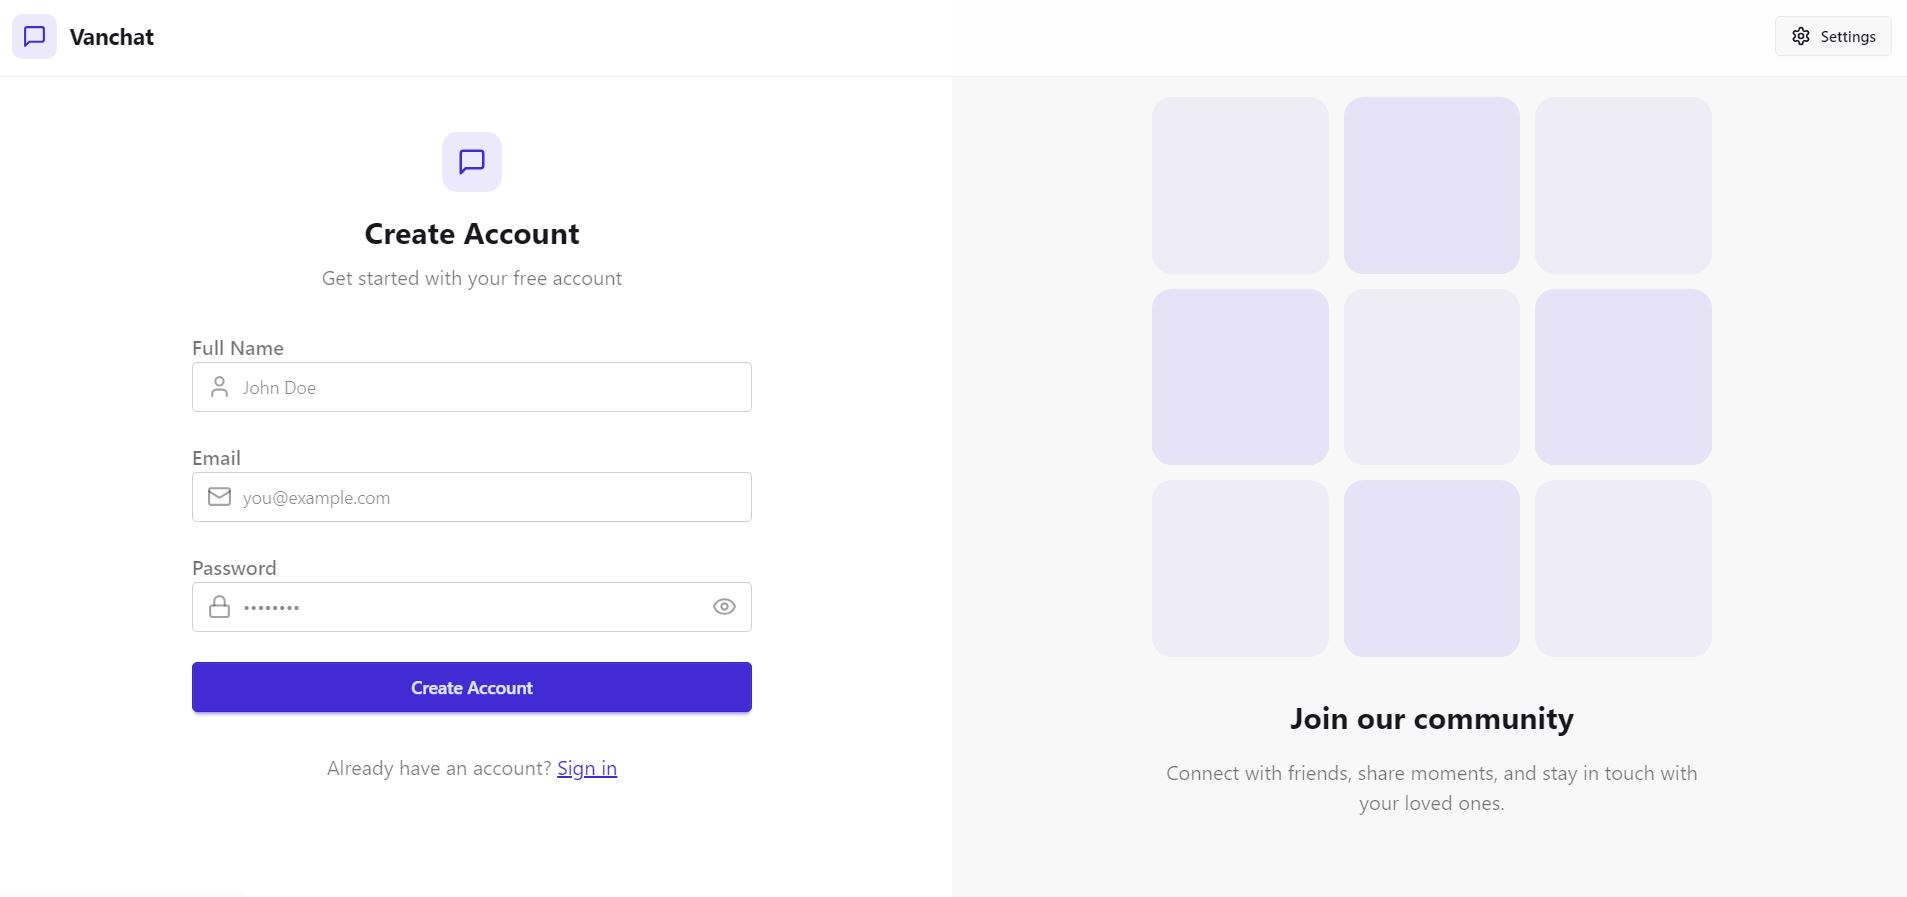 Vanchat
Settings
Create Account
Get started with your free account
Full Name
John Doe
Email
you@example.com
Password
••••••••
Create Account
Already have an account? Sign in
Join our community
Connect with friends, share moments, and stay in touch with
your loved ones.